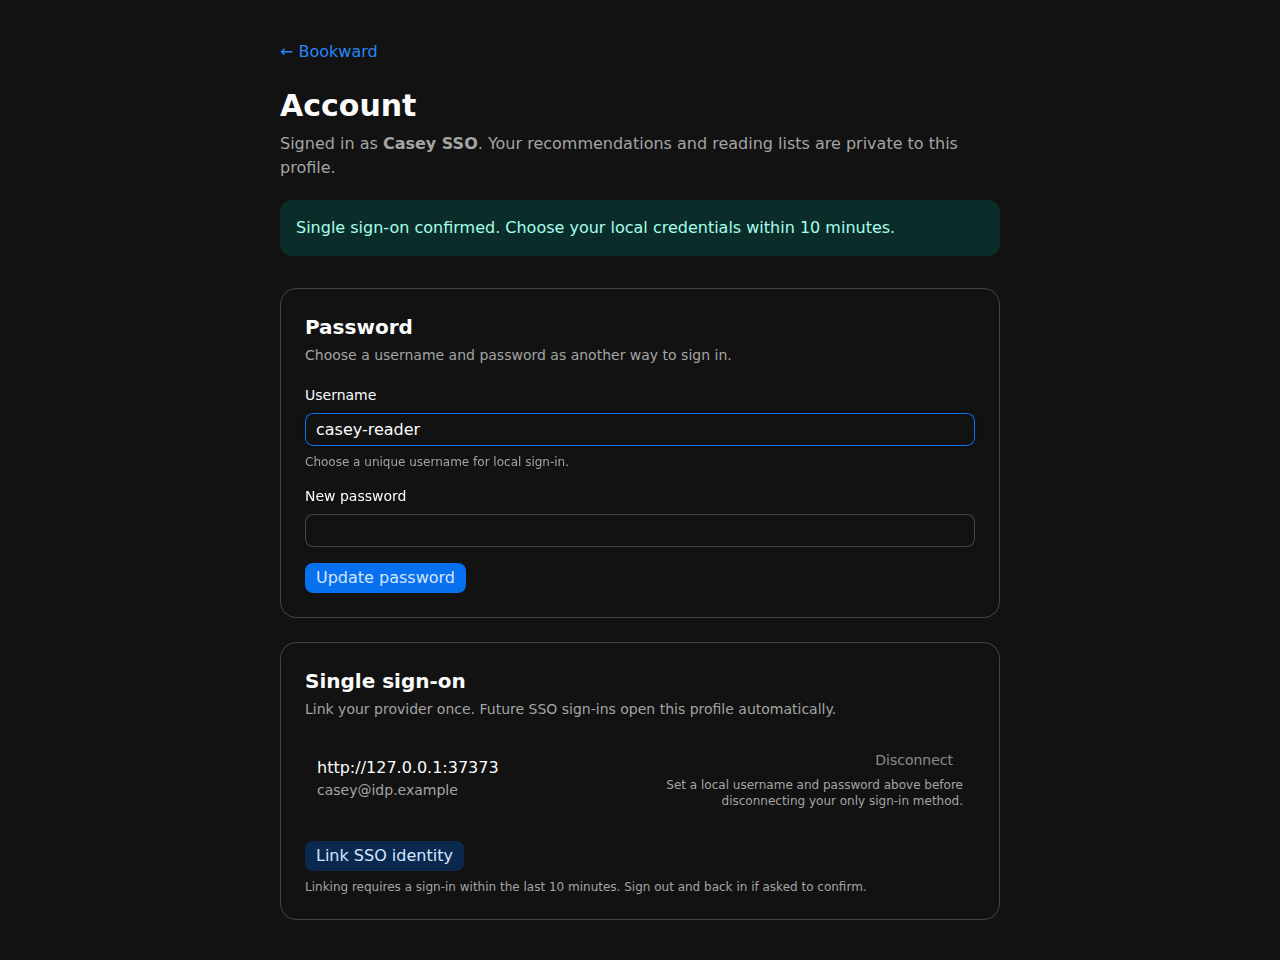 ← Bookward
Account
Signed in as Casey SSO. Your recommendations and reading lists are private to this
profile.
Single sign-on confirmed. Choose your local credentials within 10 minutes.
Password
Choose a username and password as another way to sign in.
Username
casey-reader
Choose a unique username for local sign-in.
New password
Update password
Single sign-on
Link your provider once. Future SSO sign-ins open this profile automatically.
http://127.0.0.1:37373
casey@idp.example
Disconnect
Set a local username and password above before
disconnecting your only sign-in method.
Link SSO identity
Linking requires a sign-in within the last 10 minutes. Sign out and back in if asked to confirm.